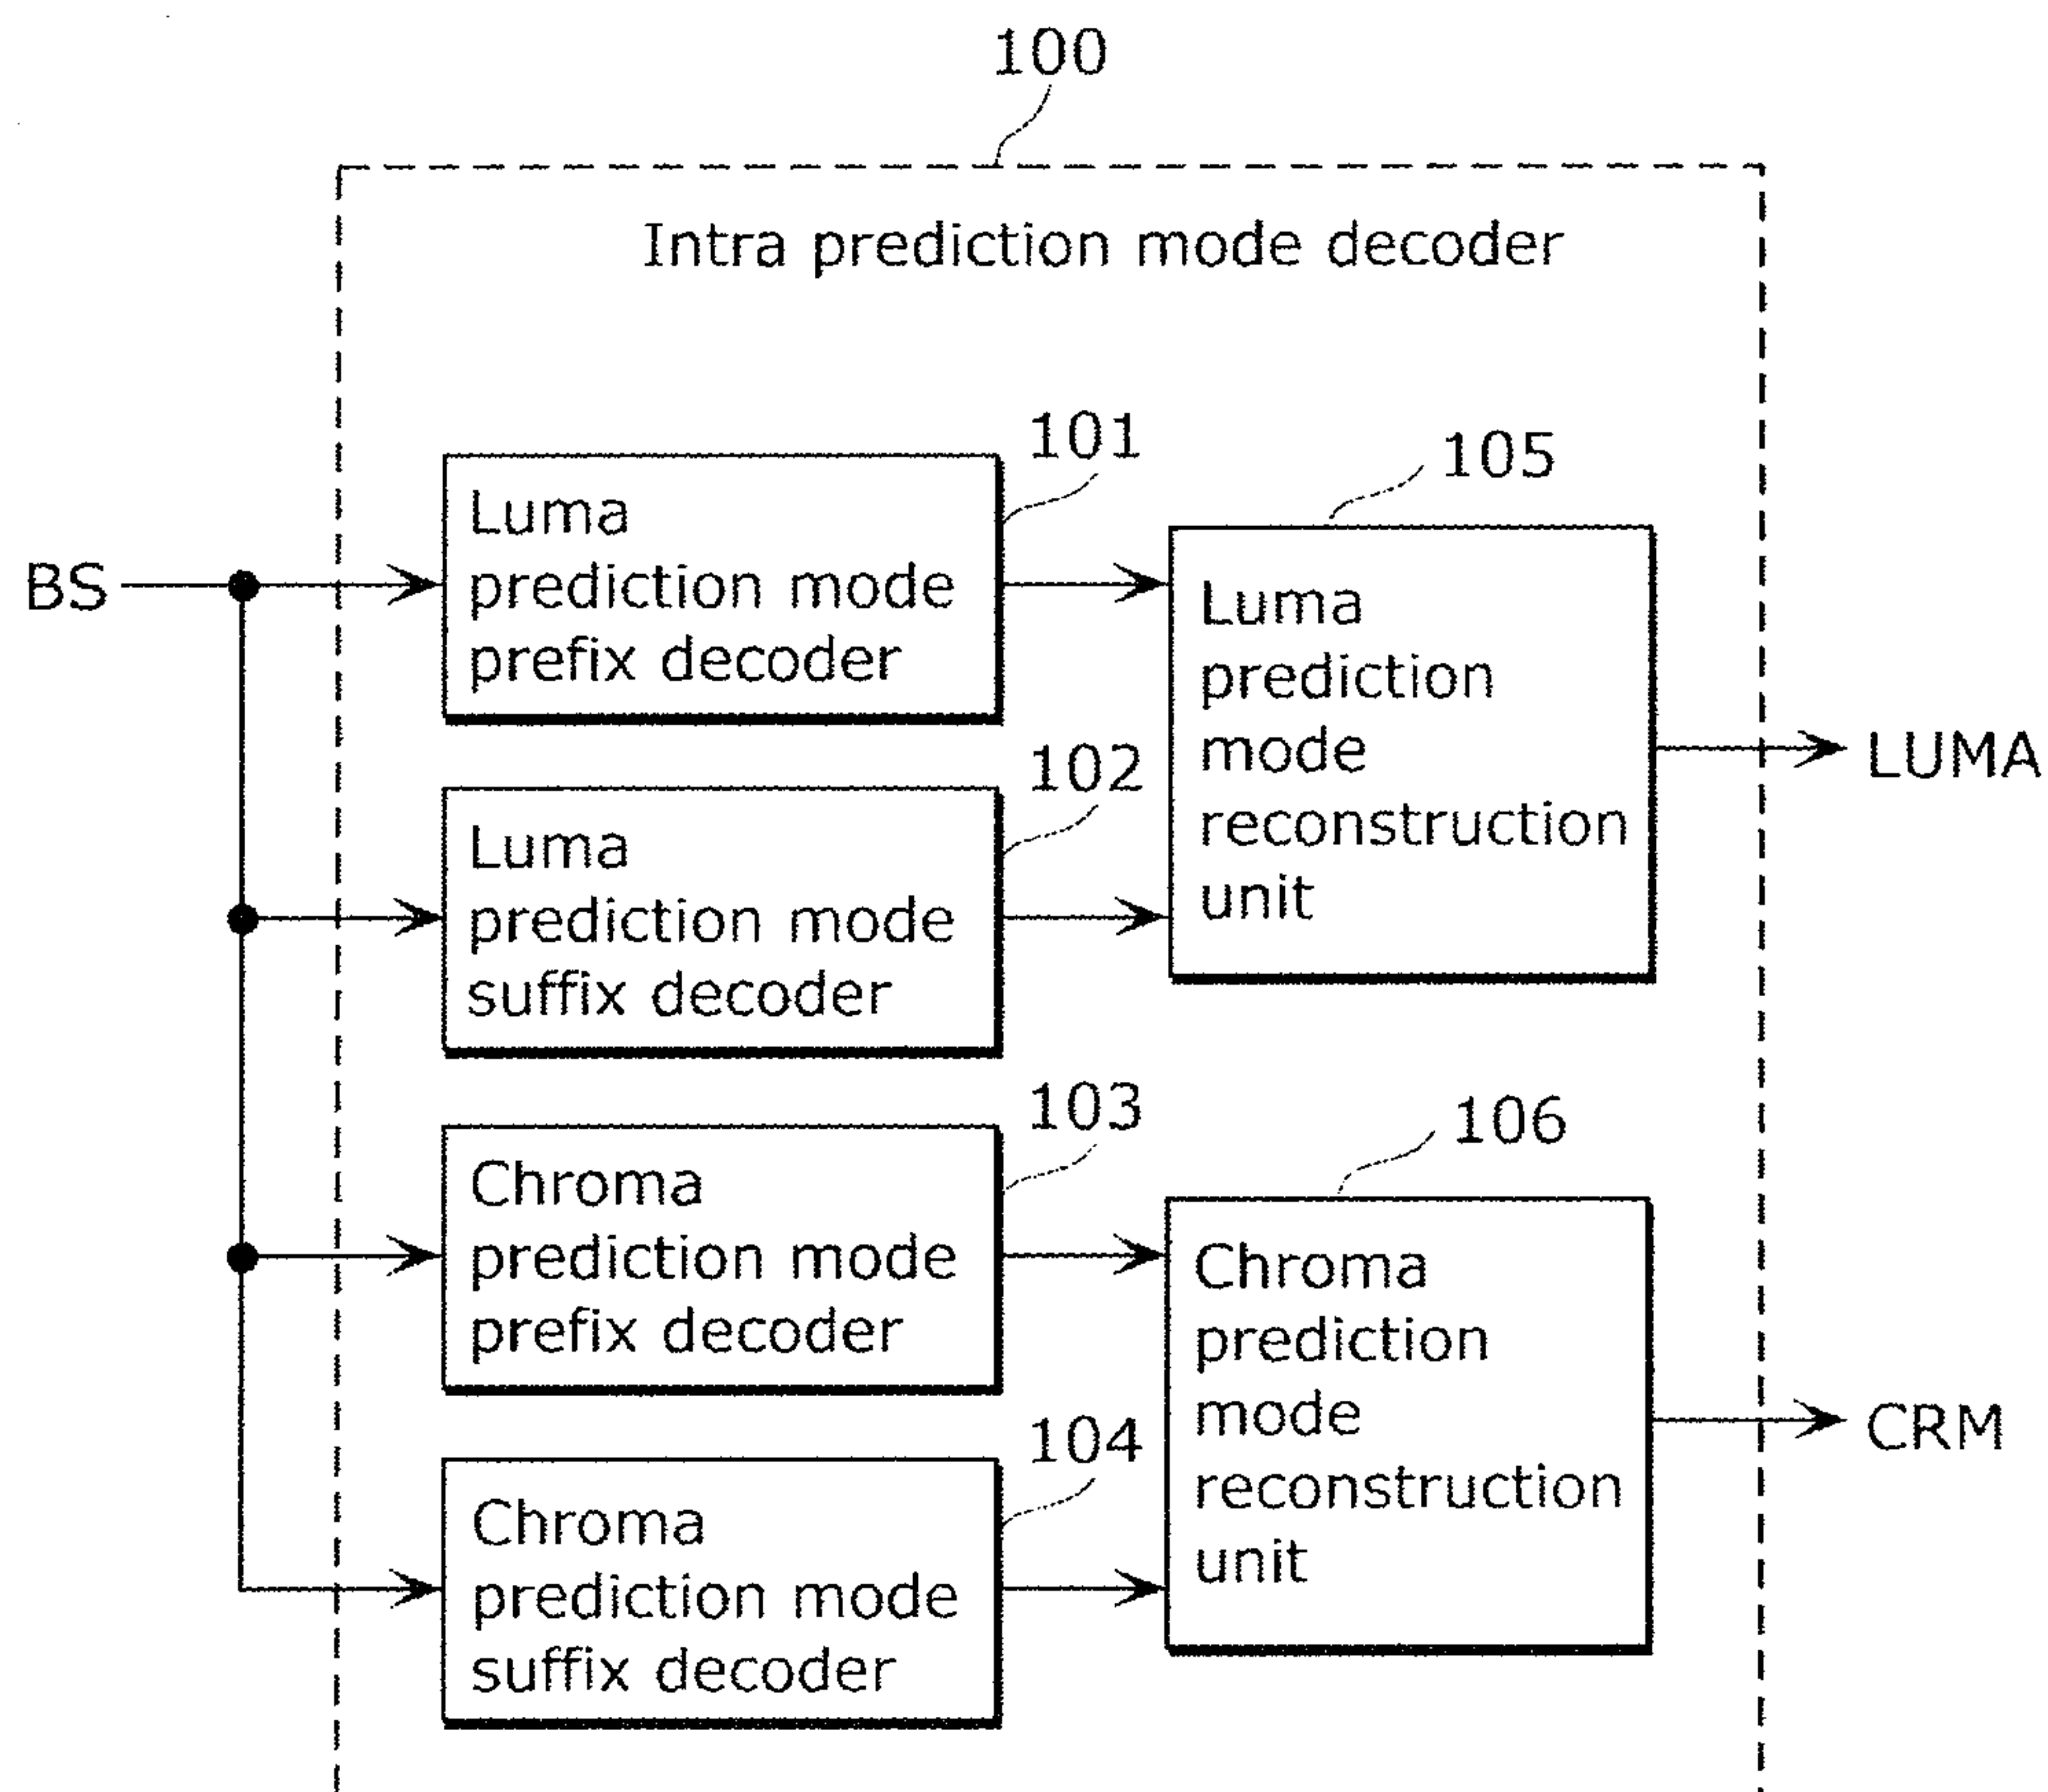 100
Intra prediction mode decoder
101
Luma
prediction mode
prefix decoder
105
Luma
prediction
mode
reconstruction
unit
BS
LUMA
102
Luma
prediction mode
suffix decoder
103
Chroma
prediction mode
prefix decoder
106
Chroma
prediction
mode
reconstruction
unit
CRM
104
Chroma
prediction mode
suffix decoder